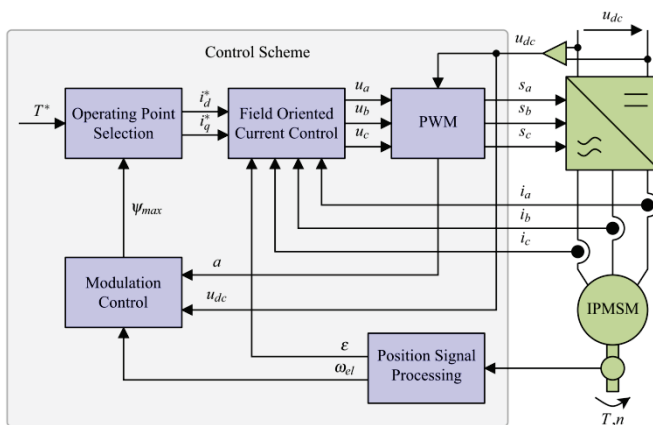 u_dc
u_dc
Control Scheme
T*
Operating Point
Selection
i_d*
i_q*
Field Oriented
Current Control
u_a
u_b
u_c
PWM
s_a
s_b
s_c
i_a
i_b
i_c
ψ_max
Modulation
Control
a
u_dc
IPMSM
ε
ω_el
Position Signal
Processing
T,n